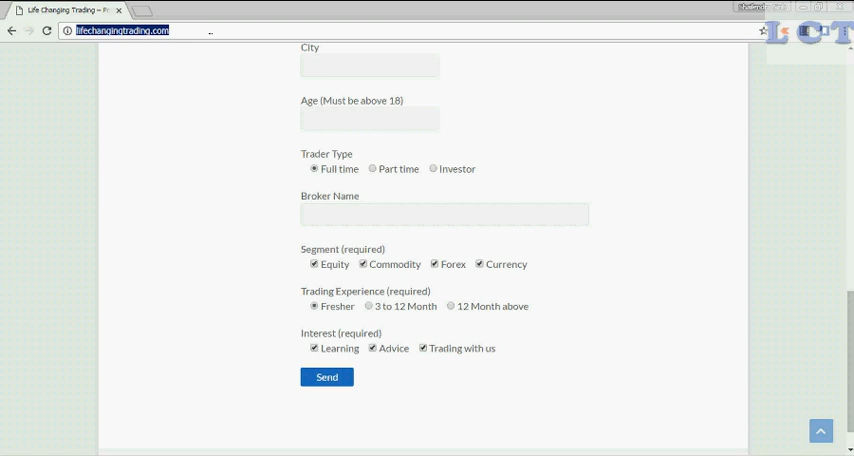 Life Changing Trading – Fr
lifechangingtrading.com
LCT
City
Age (Must be above 18)
Trader Type
Full time Part time Investor
Broker Name
Segment (required)
Equity Commodity Forex Currency
Trading Experience (required)
Fresher 3 to 12 Month 12 Month above
Interest (required)
Learning Advice Trading with us
Send